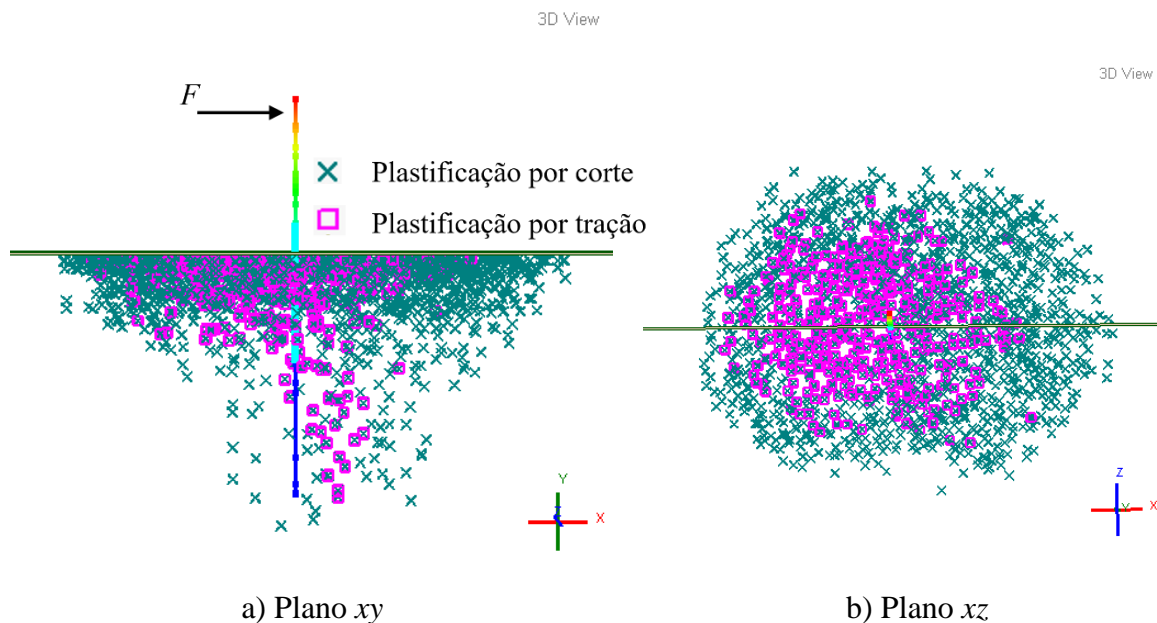 3D View
3D View
F
Plastificação por corte
Plastificação por tração
Y
Z
X
Z
Y
X
a) Plano xy
b) Plano xz